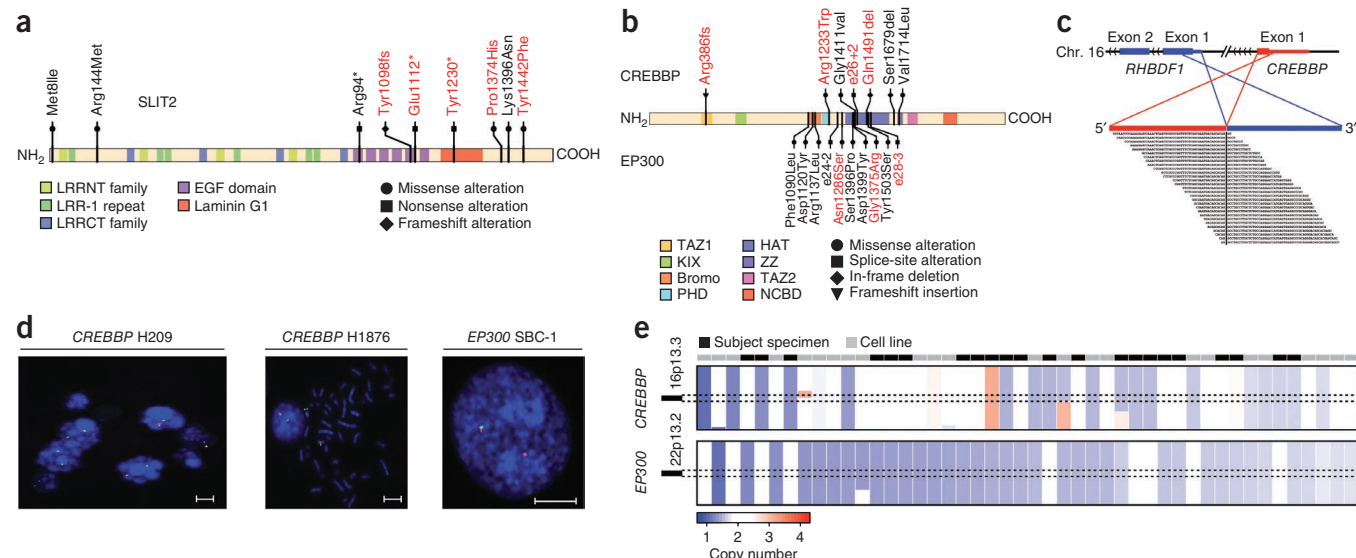 a
Met8Ile
Arg144Met
SLIT2
Arg94*
Tyr1098fs
Glu1112*
Tyr1230*
Pro1374His
Lys1396Asn
Tyr1442Phe
NH2
COOH
LRRNT family
LRR-1 repeat
LRRCT family
EGF domain
Laminin G1
Missense alteration
Nonsense alteration
Frameshift alteration
b
CREBBP
Arg386fs
Arg1233Trp
Gly1411val
e26+2
Gln1491del
Ser1679del
Val1714Leu
NH2
COOH
EP300
Phe1090Leu
Asp1120Tyr
Arg1137Leu
e24-2
Asn1286Ser
Ser1396Pro
Asp1399Tyr
Gly1375Arg
Tyr1503Ser
e28-3
TAZ1
KIX
Bromo
PHD
HAT
ZZ
TAZ2
NCBD
Missense alteration
Splice-site alteration
In-frame deletion
Frameshift insertion
c
Exon 2 Exon 1 Exon 1
Chr. 16
RHBDF1 CREBBP
5′ 3′
d
CREBBP H209
CREBBP H1876
EP300 SBC-1
e
Subject specimen
Cell line
CREBBP
16p13.3
EP300
22p13.2
1 2 3 4
Copy number